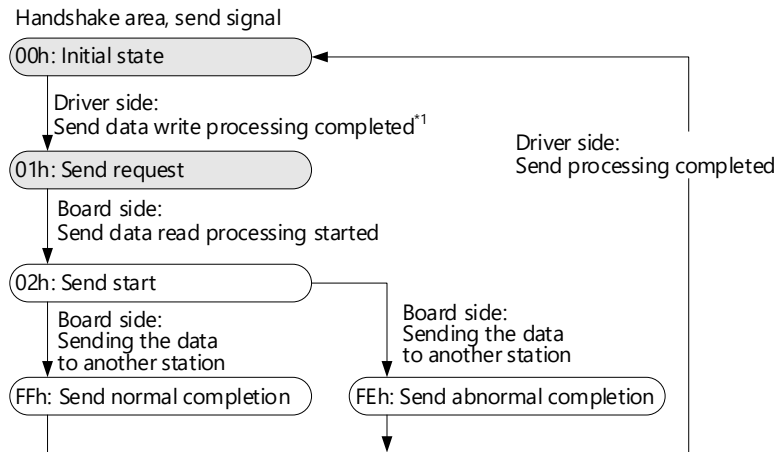 Handshake area, send signal
00h: Initial state
Driver side:
Send data write processing completed*1
Driver side:
Send processing completed
01h: Send request
Board side:
Send data read processing started
02h: Send start
Board side:
Sending the data
to another station
Board side:
Sending the data
to another station
FFh: Send normal completion
FEh: Send abnormal completion